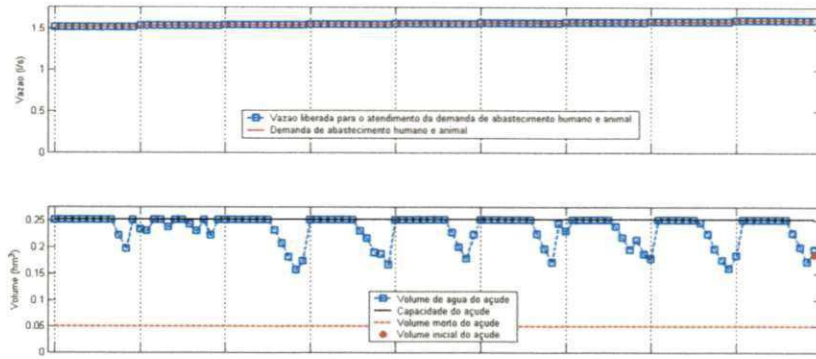 1.5
1
0.5
0
Vazao (l/s)
Vazao liberada para o atendimento da demanda de abastecimento humano e animal
Demanda de abastecimento humano e animal
0.25
0.2
0.15
0.1
0.05
0
Volume (hm³)
Volume de agua do açude
Capacidade do açude
Volume morto do açude
Volume inicial do açude